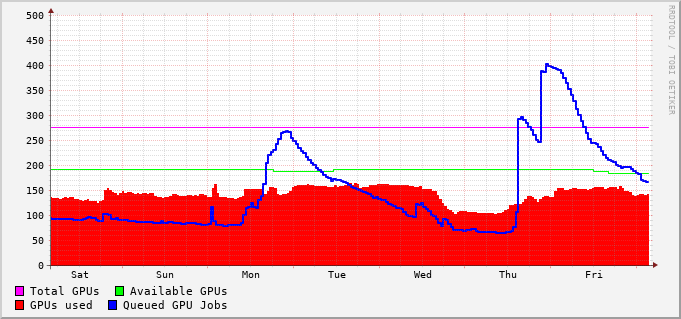 500
450
400
350
300
250
200
150
100
50
0
Sat Sun Mon Tue Wed Thu Fri
Total GPUs Available GPUs
GPUs used Queued GPU Jobs
RRDTOOL / TOBI OETIKER